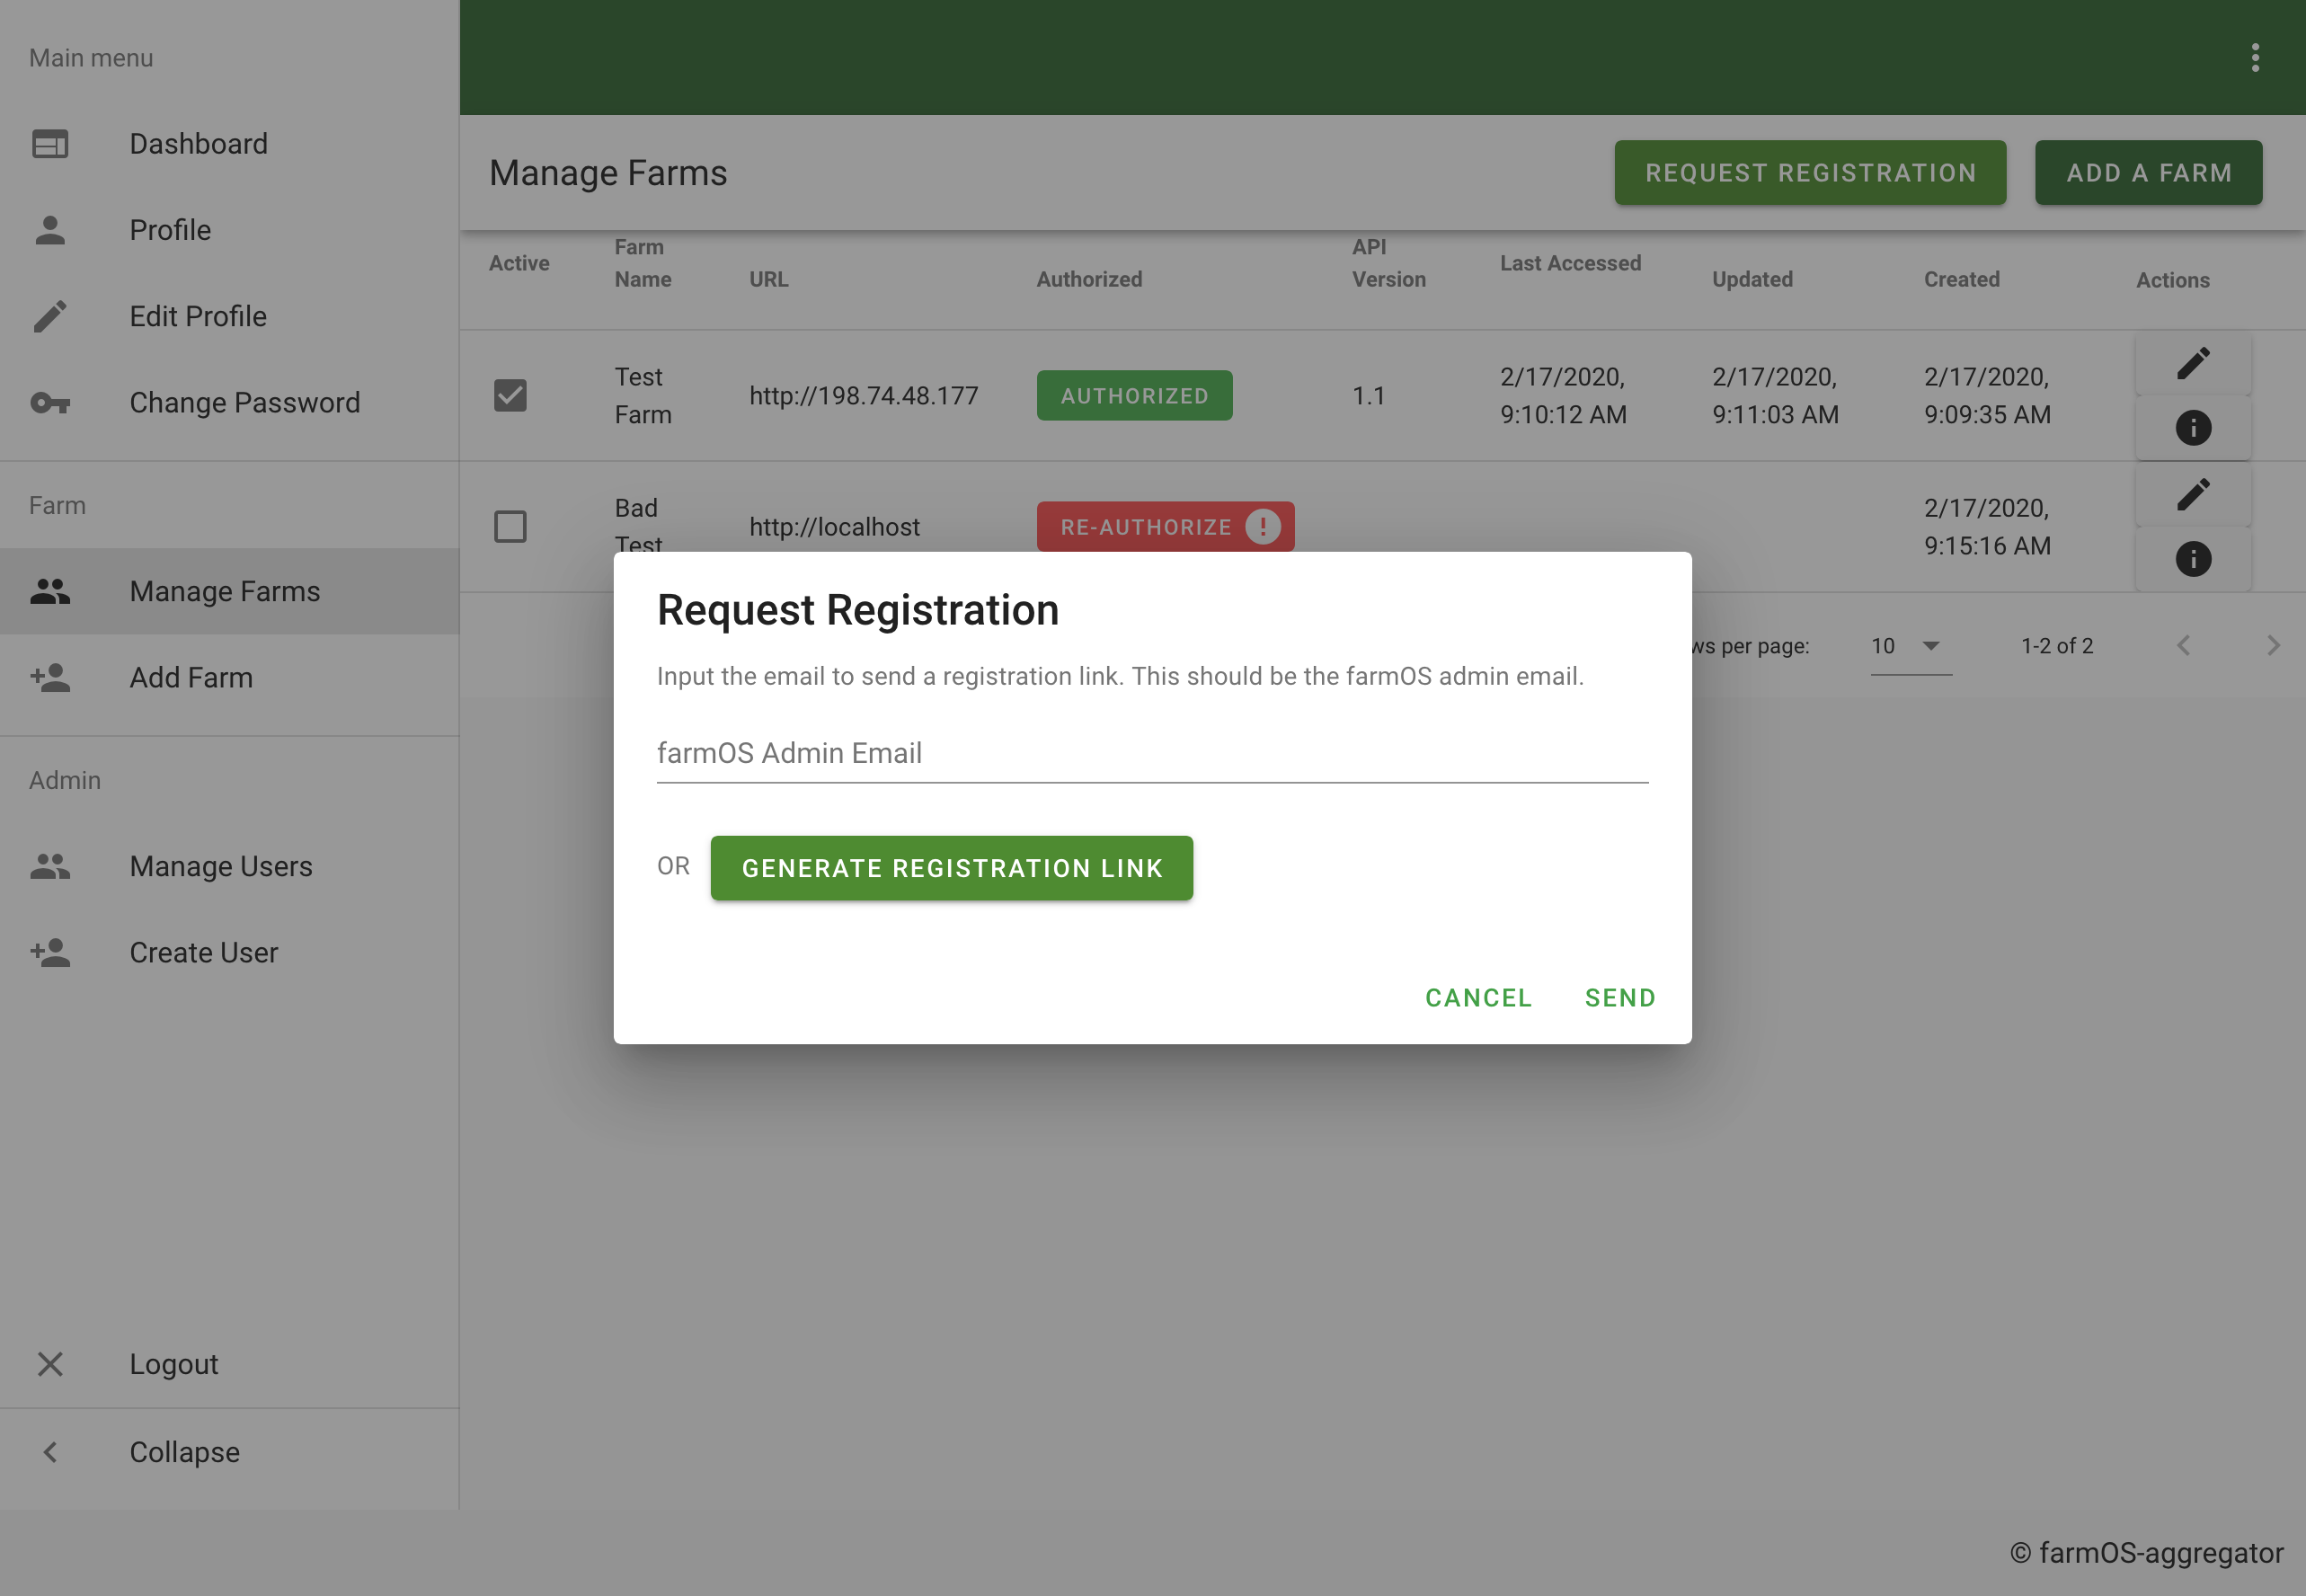 Main menu
Dashboard
Profile
Edit Profile
Change Password
Farm
Manage Farms
Add Farm
Admin
Manage Users
Create User
Logout
Collapse
Manage Farms
REQUEST REGISTRATION
ADD A FARM
Active
Farm
Name
URL
Authorized
API
Version
Last Accessed
Updated
Created
Actions
Test
Farm
http://198.74.48.177
AUTHORIZED
1.1
2/17/2020,
9:10:12 AM
2/17/2020,
9:11:03 AM
2/17/2020,
9:09:35 AM
Bad
Test
http://localhost
RE-AUTHORIZE
2/17/2020,
9:15:16 AM
ws per page:
10
1-2 of 2
Request Registration
Input the email to send a registration link. This should be the farmOS admin email.
farmOS Admin Email
OR
GENERATE REGISTRATION LINK
CANCEL
SEND
© farmOS-aggregator